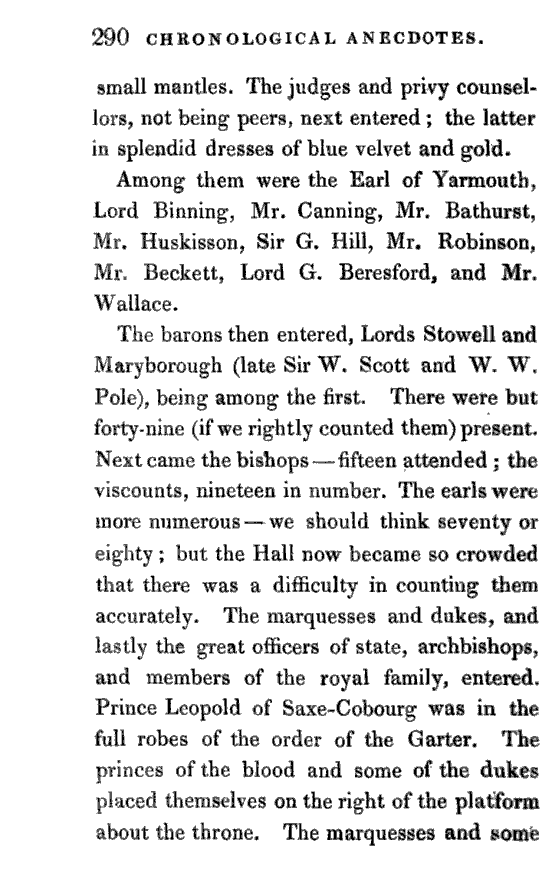 290 CHRONOLOGICAL ANECDOTES.
small mantles. The judges and privy counsel-
lors, not being peers, next entered; the latter
in splendid dresses of blue velvet and gold.
Among them were the Earl of Yarmouth,
Lord Binning, Mr. Canning, Mr. Bathurst,
Mr. Huskisson, Sir G. Hill, Mr. Robinson,
Mr. Beckett, Lord G. Beresford, and Mr.
Wallace.
The barons then entered, Lords Stowell and
Maryborough (late Sir W. Scott and W. W.
Pole), being among the first. There were but
forty-nine (if we rightly counted them) present.
Next came the bishops—fifteen attended; the
viscounts, nineteen in number. The earls were
more numerous—we should think seventy or
eighty; but the Hall now became so crowded
that there was a difficulty in counting them
accurately. The marquesses and dukes, and
lastly the great officers of state, archbishops,
and members of the royal family, entered.
Prince Leopold of Saxe-Cobourg was in the
full robes of the order of the Garter. The
princes of the blood and some of the dukes
placed themselves on the right of the platform
about the throne. The marquesses and some